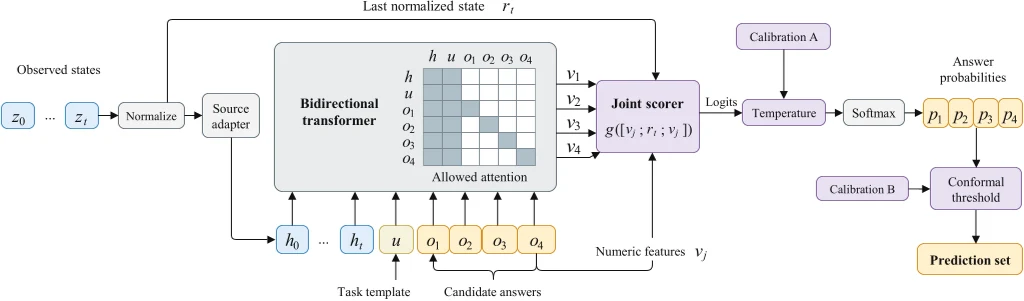 Last normalized state r_t
Observed states
z_0 ... z_t
Normalize
Source
adapter
Bidirectional
transformer
h u o_1 o_2 o_3 o_4
h
u
o_1
o_2
o_3
o_4
Allowed attention
v_1
v_2
v_3
v_4
Joint scorer
g([v_j ; r_t ; v_j])
Logits
Calibration A
Temperature
Softmax
Answer
probabilities
p_1 p_2 p_3 p_4
Calibration B
Conformal
threshold
Prediction set
h_0 ... h_t u o_1 o_2 o_3 o_4
Numeric features v_j
Task template
Candidate answers